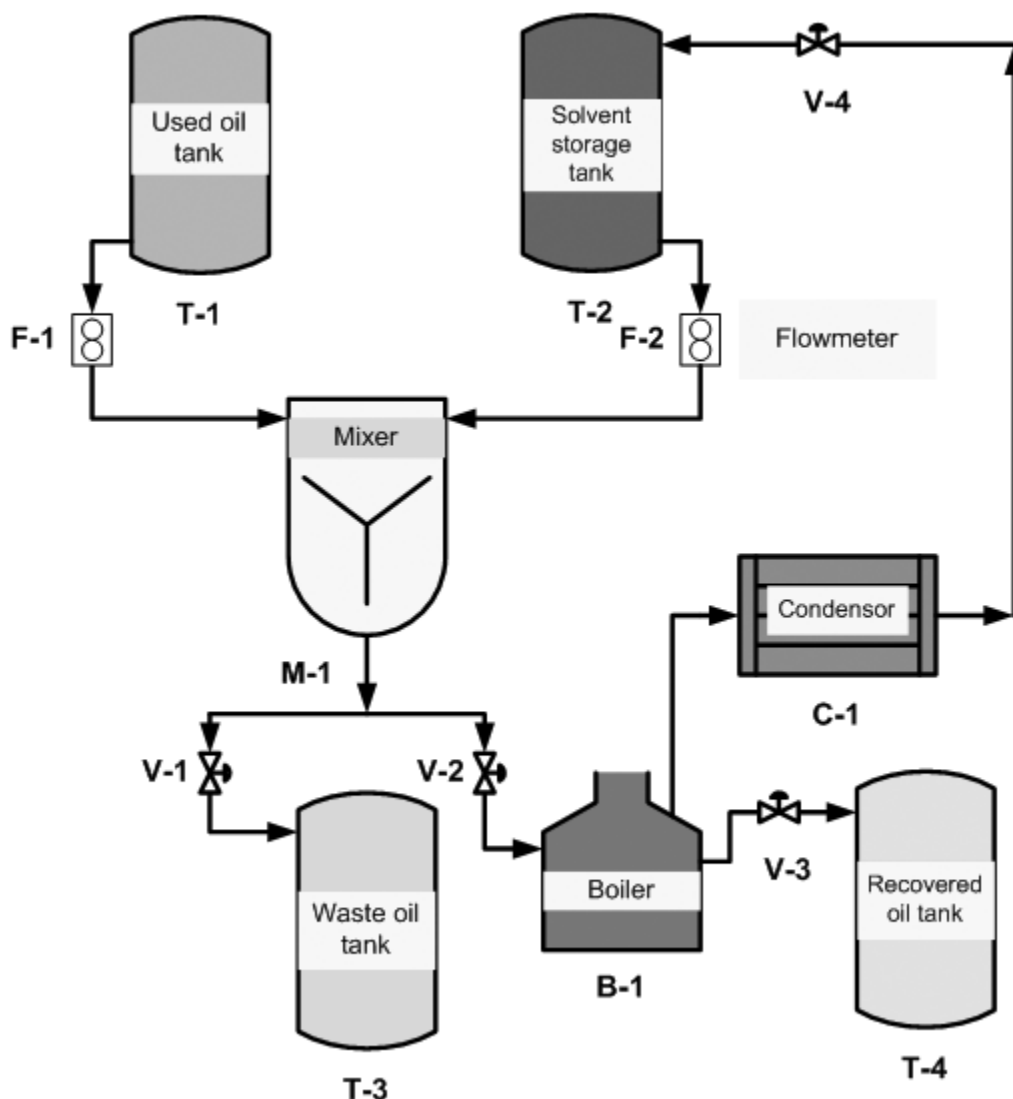 Used oil
tank
Solvent
storage
tank
V-4
T-1
T-2
F-1
F-2
Flowmeter
Mixer
Condensor
M-1
C-1
V-1
V-2
V-3
Waste oil
tank
Boiler
Recovered
oil tank
B-1
T-3
T-4